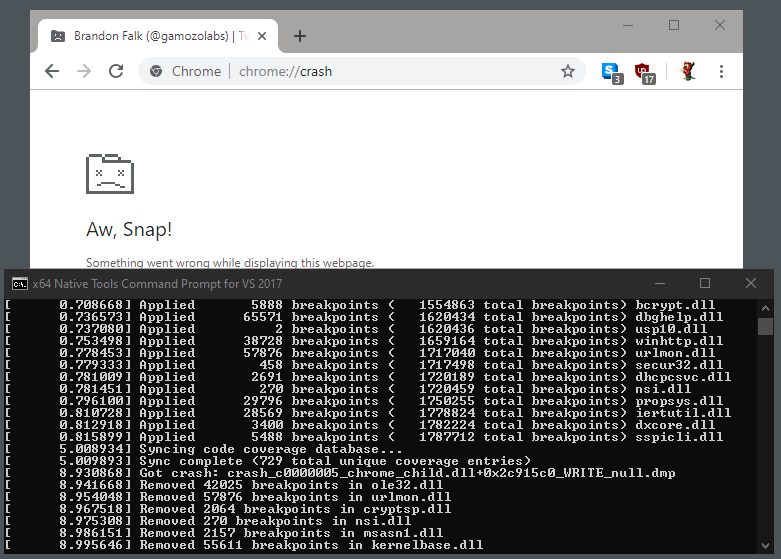 Brandon Falk (@gamozolabs) | Tw
Chrome | chrome://crash
3
17
Aw, Snap!
Something went wrong while displaying this webpage.
x64 Native Tools Command Prompt for VS 2017
[ 0.708668] Applied 5888 breakpoints ( 1554863 total breakpoints) bcrypt.dll
[ 0.736573] Applied 65571 breakpoints ( 1620434 total breakpoints) dbghelp.dll
[ 0.737080] Applied 2 breakpoints ( 1620436 total breakpoints) usp10.dll
[ 0.753498] Applied 38728 breakpoints ( 1659164 total breakpoints) winhttp.dll
[ 0.778453] Applied 57876 breakpoints ( 1717040 total breakpoints) urlmon.dll
[ 0.779333] Applied 458 breakpoints ( 1717498 total breakpoints) secur32.dll
[ 0.781009] Applied 2691 breakpoints ( 1720189 total breakpoints) dhcpcsvc.dll
[ 0.781451] Applied 270 breakpoints ( 1720459 total breakpoints) nsi.dll
[ 0.796100] Applied 29796 breakpoints ( 1750255 total breakpoints) propsys.dll
[ 0.810728] Applied 28569 breakpoints ( 1778824 total breakpoints) iertutil.dll
[ 0.812918] Applied 3400 breakpoints ( 1782224 total breakpoints) dxcore.dll
[ 0.815899] Applied 5488 breakpoints ( 1787712 total breakpoints) sspicli.dll
[ 5.008934] Syncing code coverage database...
[ 5.009893] Sync complete (729 total unique coverage entries)
[ 8.930868] Got crash: crash_c0000005_chrome_child.dll+0x2c915c0_WRITE_null.dmp
[ 8.941668] Removed 42025 breakpoints in ole32.dll
[ 8.954048] Removed 57876 breakpoints in urlmon.dll
[ 8.967518] Removed 2064 breakpoints in cryptsp.dll
[ 8.975308] Removed 270 breakpoints in nsi.dll
[ 8.986151] Removed 2157 breakpoints in msasn1.dll
[ 8.995646] Removed 55611 breakpoints in kernelbase.dll